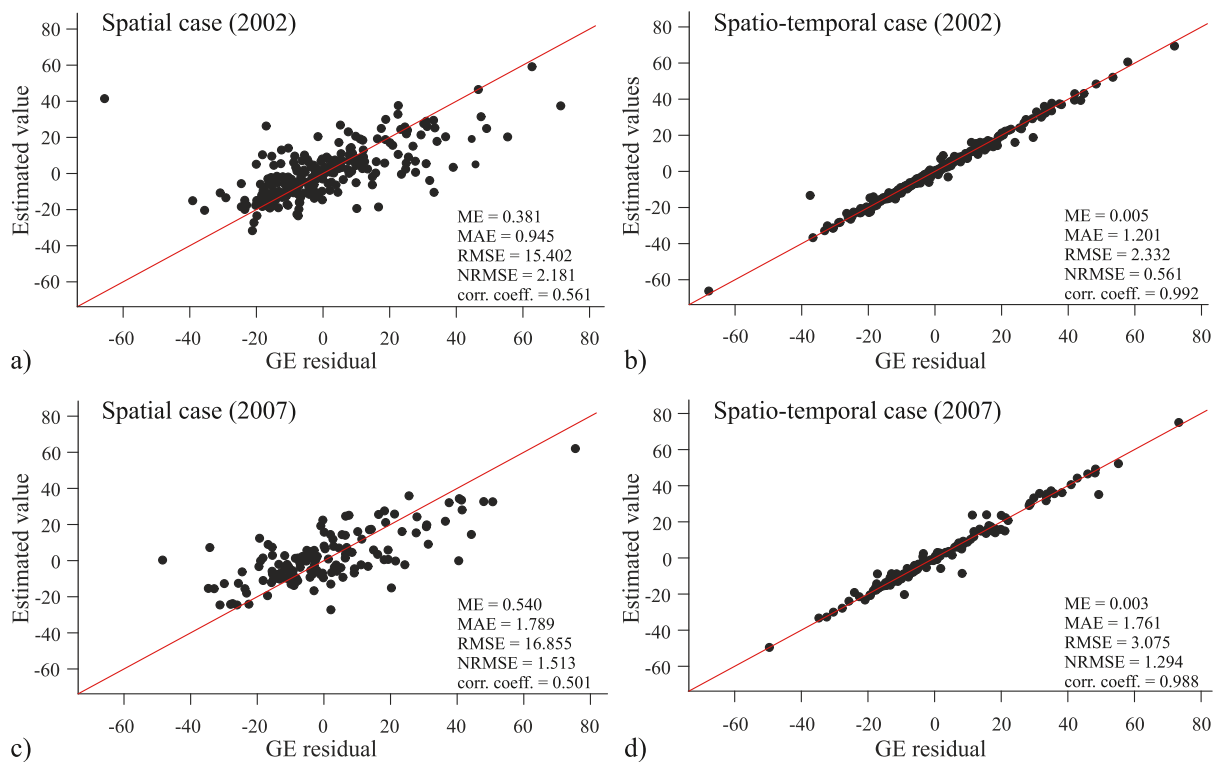 Spatial case (2002)
80
60
40
20
0
-20
-40
-60
Estimated value
ME = 0.381
MAE = 0.945
RMSE = 15.402
NRMSE = 2.181
corr. coeff. = 0.561
-60 -40 -20 0 20 40 60 80
GE residual
a)
Spatio-temporal case (2002)
80
60
40
20
0
-20
-40
-60
Estimated values
ME = 0.005
MAE = 1.201
RMSE = 2.332
NRMSE = 0.561
corr. coeff. = 0.992
-60 -40 -20 0 20 40 60 80
GE residual
b)
Spatial case (2007)
80
60
40
20
0
-20
-40
-60
Estimated value
ME = 0.540
MAE = 1.789
RMSE = 16.855
NRMSE = 1.513
corr. coeff. = 0.501
-60 -40 -20 0 20 40 60 80
GE residual
c)
Spatio-temporal case (2007)
80
60
40
20
0
-20
-40
-60
Estimated value
ME = 0.003
MAE = 1.761
RMSE = 3.075
NRMSE = 1.294
corr. coeff. = 0.988
-60 -40 -20 0 20 40 60 80
GE residual
d)